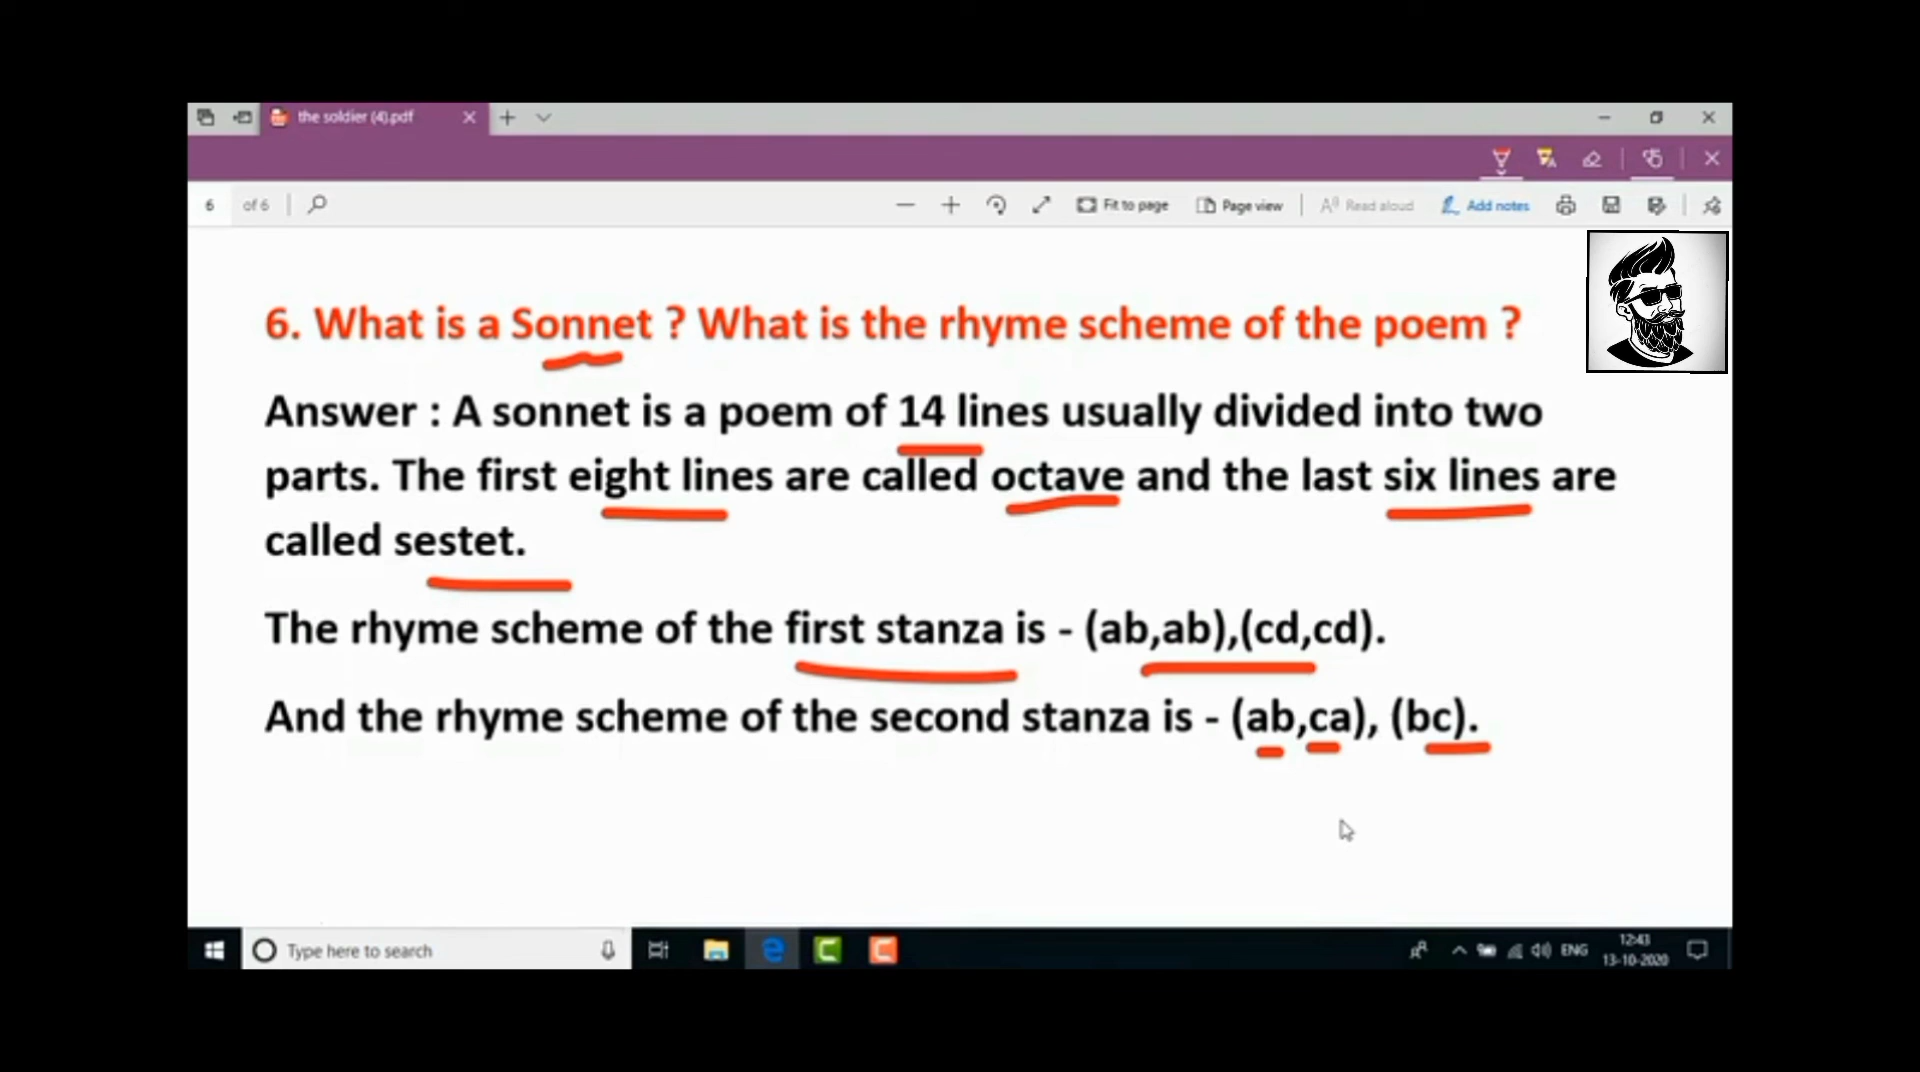 the soldier (4).pdf
6 of 6
Fit to page
Page view
Read aloud
Add notes
6. What is a Sonnet ? What is the rhyme scheme of the poem ?
Answer : A sonnet is a poem of 14 lines usually divided into two
parts. The first eight lines are called octave and the last six lines are
called sestet.
The rhyme scheme of the first stanza is - (ab,ab),(cd,cd).
And the rhyme scheme of the second stanza is - (ab,ca), (bc).
Type here to search
ENG
12:43
13-10-2020